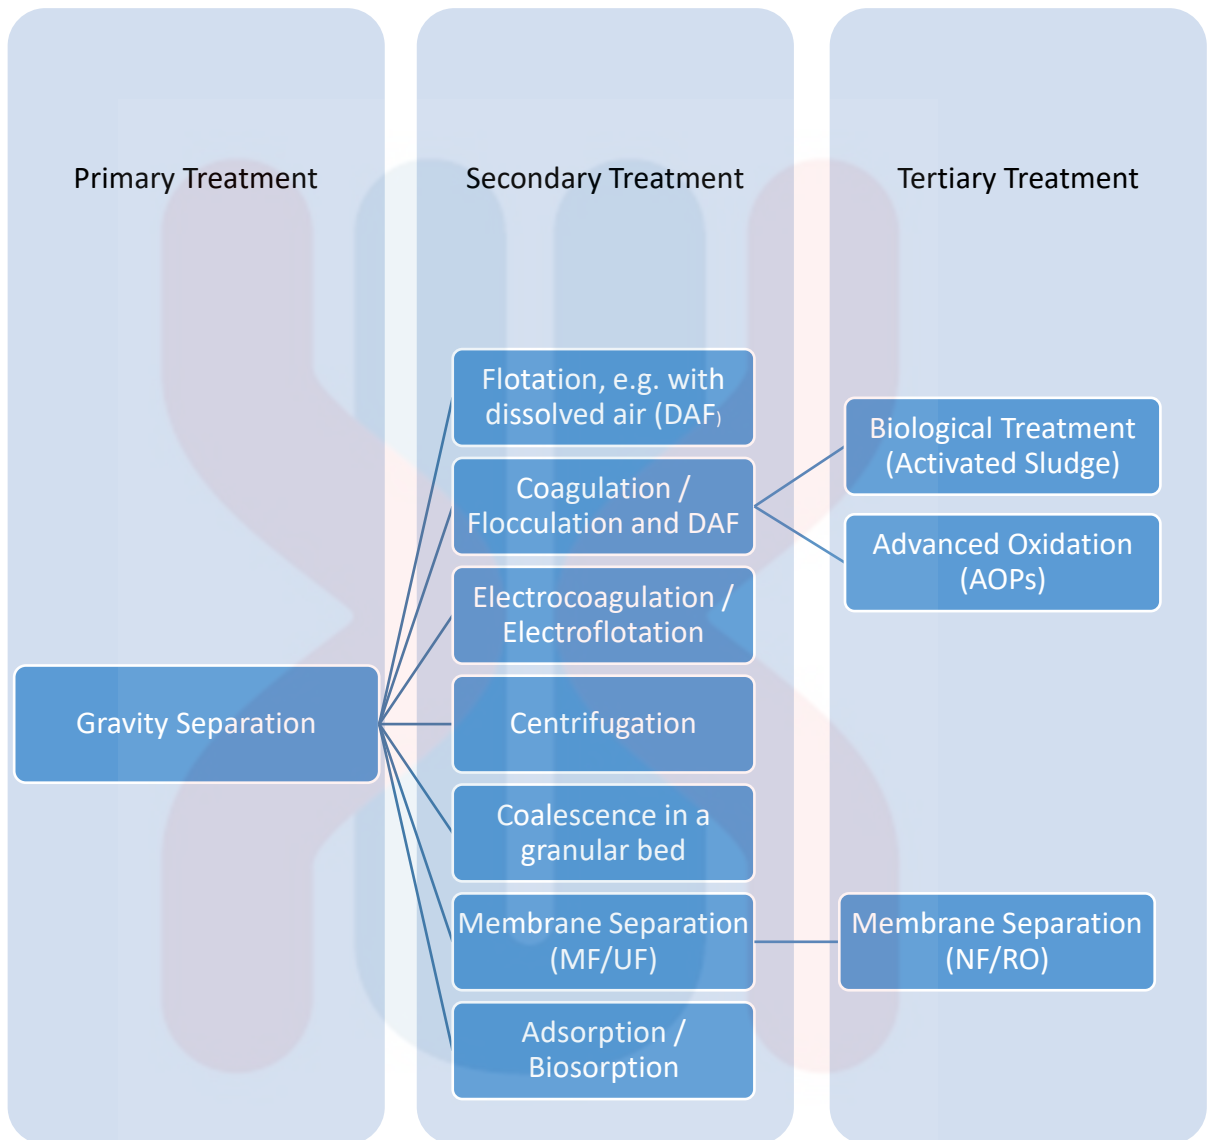 Primary Treatment
Secondary Treatment
Tertiary Treatment
Gravity Separation
Flotation, e.g. with
dissolved air (DAF)
Coagulation /
Flocculation and DAF
Electrocoagulation /
Electroflotation
Centrifugation
Coalescence in a
granular bed
Membrane Separation
(MF/UF)
Adsorption /
Biosorption
Biological Treatment
(Activated Sludge)
Advanced Oxidation
(AOPs)
Membrane Separation
(NF/RO)